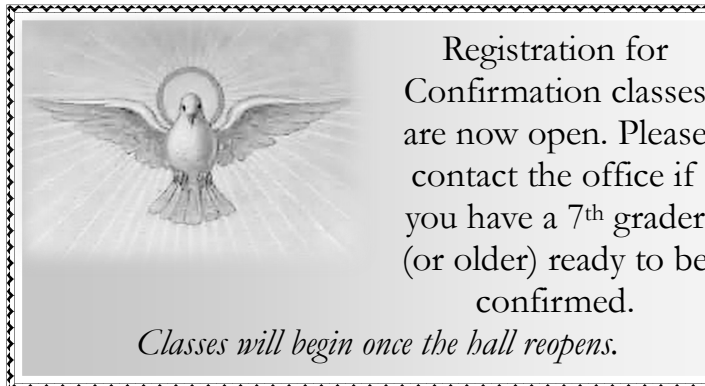 Registration for
Confirmation classes
are now open. Please
contact the office if
you have a 7th grader
(or older) ready to be
confirmed.
Classes will begin once the hall reopens.